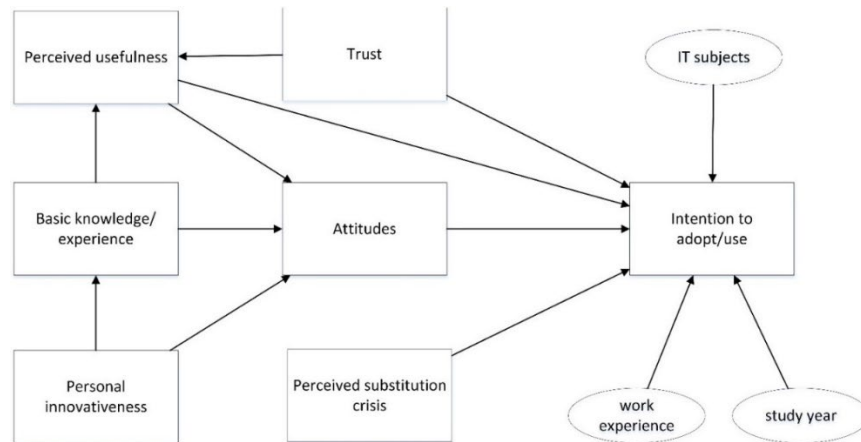 Perceived usefulness
Trust
IT subjects
Basic knowledge/
experience
Attitudes
Intention to
adopt/use
Personal
innovativeness
Perceived substitution
crisis
work
experience
study year